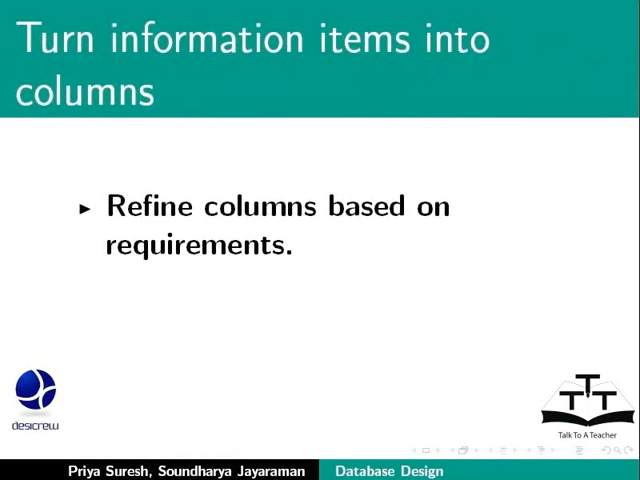 Turn information items into
columns
Refine columns based on
requirements.
desicrew
T T T
Talk To A Teacher
Priya Suresh, Soundharya Jayaraman
Database Design